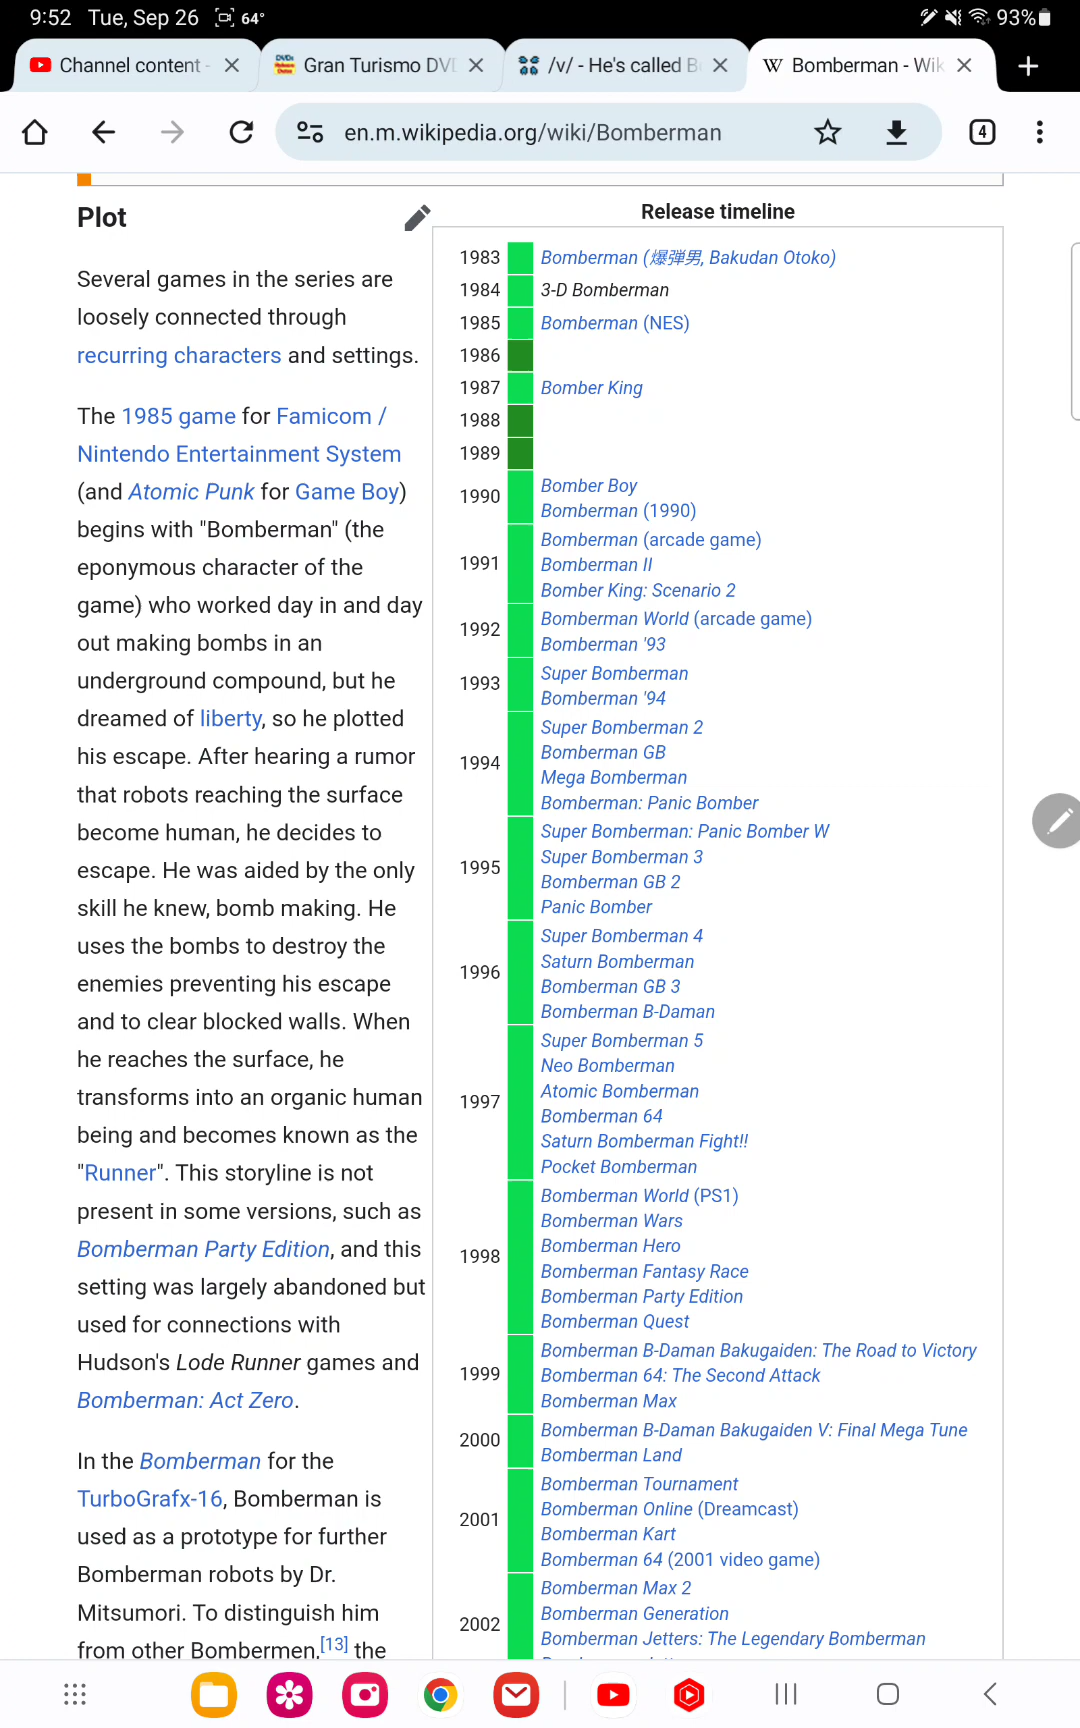 9:52 Tue, Sep 26 64° 93%
Channel content -
Gran Turismo DV
/v/ - He's called B
W Bomberman - Wik
en.m.wikipedia.org/wiki/Bomberman
4
Plot
Several games in the series are
loosely connected through
recurring characters and settings.
The 1985 game for Famicom /
Nintendo Entertainment System
(and Atomic Punk for Game Boy)
begins with "Bomberman" (the
eponymous character of the
game) who worked day in and day
out making bombs in an
underground compound, but he
dreamed of liberty, so he plotted
his escape. After hearing a rumor
that robots reaching the surface
become human, he decides to
escape. He was aided by the only
skill he knew, bomb making. He
uses the bombs to destroy the
enemies preventing his escape
and to clear blocked walls. When
he reaches the surface, he
transforms into an organic human
being and becomes known as the
"Runner". This storyline is not
present in some versions, such as
Bomberman Party Edition, and this
setting was largely abandoned but
used for connections with
Hudson's Lode Runner games and
Bomberman: Act Zero.
In the Bomberman for the
TurboGrafx-16, Bomberman is
used as a prototype for further
Bomberman robots by Dr.
Mitsumori. To distinguish him
from other Bombermen,[13] the
Release timeline
1983 Bomberman (爆弾男, Bakudan Otoko)
1984 3-D Bomberman
1985 Bomberman (NES)
1986
1987 Bomber King
1988
1989
1990
Bomber Boy
Bomberman (1990)
1991
Bomberman (arcade game)
Bomberman II
Bomber King: Scenario 2
1992
Bomberman World (arcade game)
Bomberman '93
1993
Super Bomberman
Bomberman '94
1994
Super Bomberman 2
Bomberman GB
Mega Bomberman
Bomberman: Panic Bomber
1995
Super Bomberman: Panic Bomber W
Super Bomberman 3
Bomberman GB 2
Panic Bomber
1996
Super Bomberman 4
Saturn Bomberman
Bomberman GB 3
Bomberman B-Daman
1997
Super Bomberman 5
Neo Bomberman
Atomic Bomberman
Bomberman 64
Saturn Bomberman Fight!!
Pocket Bomberman
1998
Bomberman World (PS1)
Bomberman Wars
Bomberman Hero
Bomberman Fantasy Race
Bomberman Party Edition
Bomberman Quest
1999
Bomberman B-Daman Bakugaiden: The Road to Victory
Bomberman 64: The Second Attack
Bomberman Max
2000
Bomberman B-Daman Bakugaiden V: Final Mega Tune
Bomberman Land
2001
Bomberman Tournament
Bomberman Online (Dreamcast)
Bomberman Kart
Bomberman 64 (2001 video game)
2002
Bomberman Max 2
Bomberman Generation
Bomberman Jetters: The Legendary Bomberman